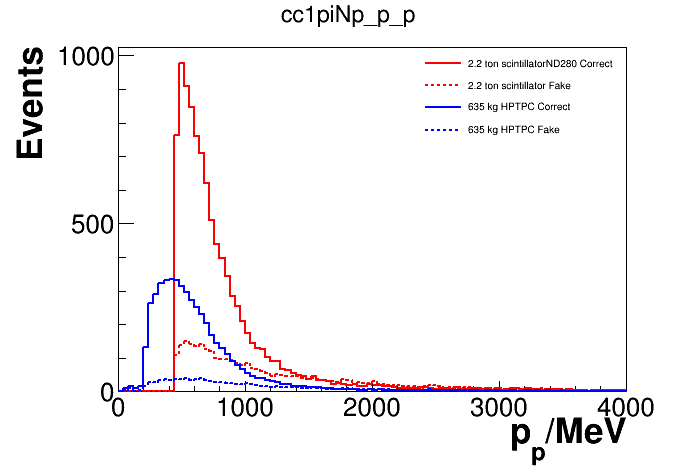 cc1piNp_p_p
Events
1000
500
0
2.2 ton scintillatorND280 Correct
2.2 ton scintillator Fake
635 kg HPTPC Correct
635 kg HPTPC Fake
0 1000 2000 3000 4000
p_p/MeV